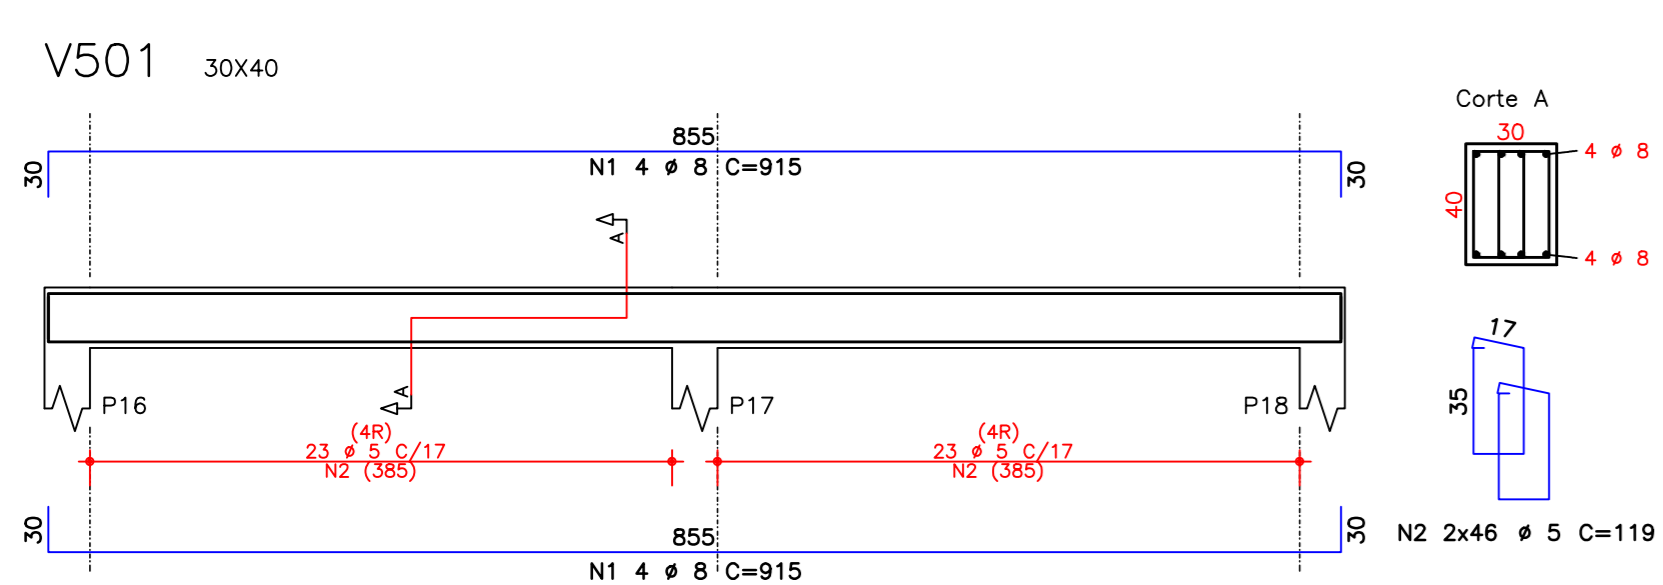 V501 30X40
855
N1 4 ø 8 C=915
30
30
A
A
P16
P17
P18
(4R)
23 ø 5 C/17
N2 (385)
(4R)
23 ø 5 C/17
N2 (385)
30
855
30
N1 4 ø 8 C=915
Corte A
30
4 ø 8
40
4 ø 8
17
35
N2 2x46 ø 5 C=119